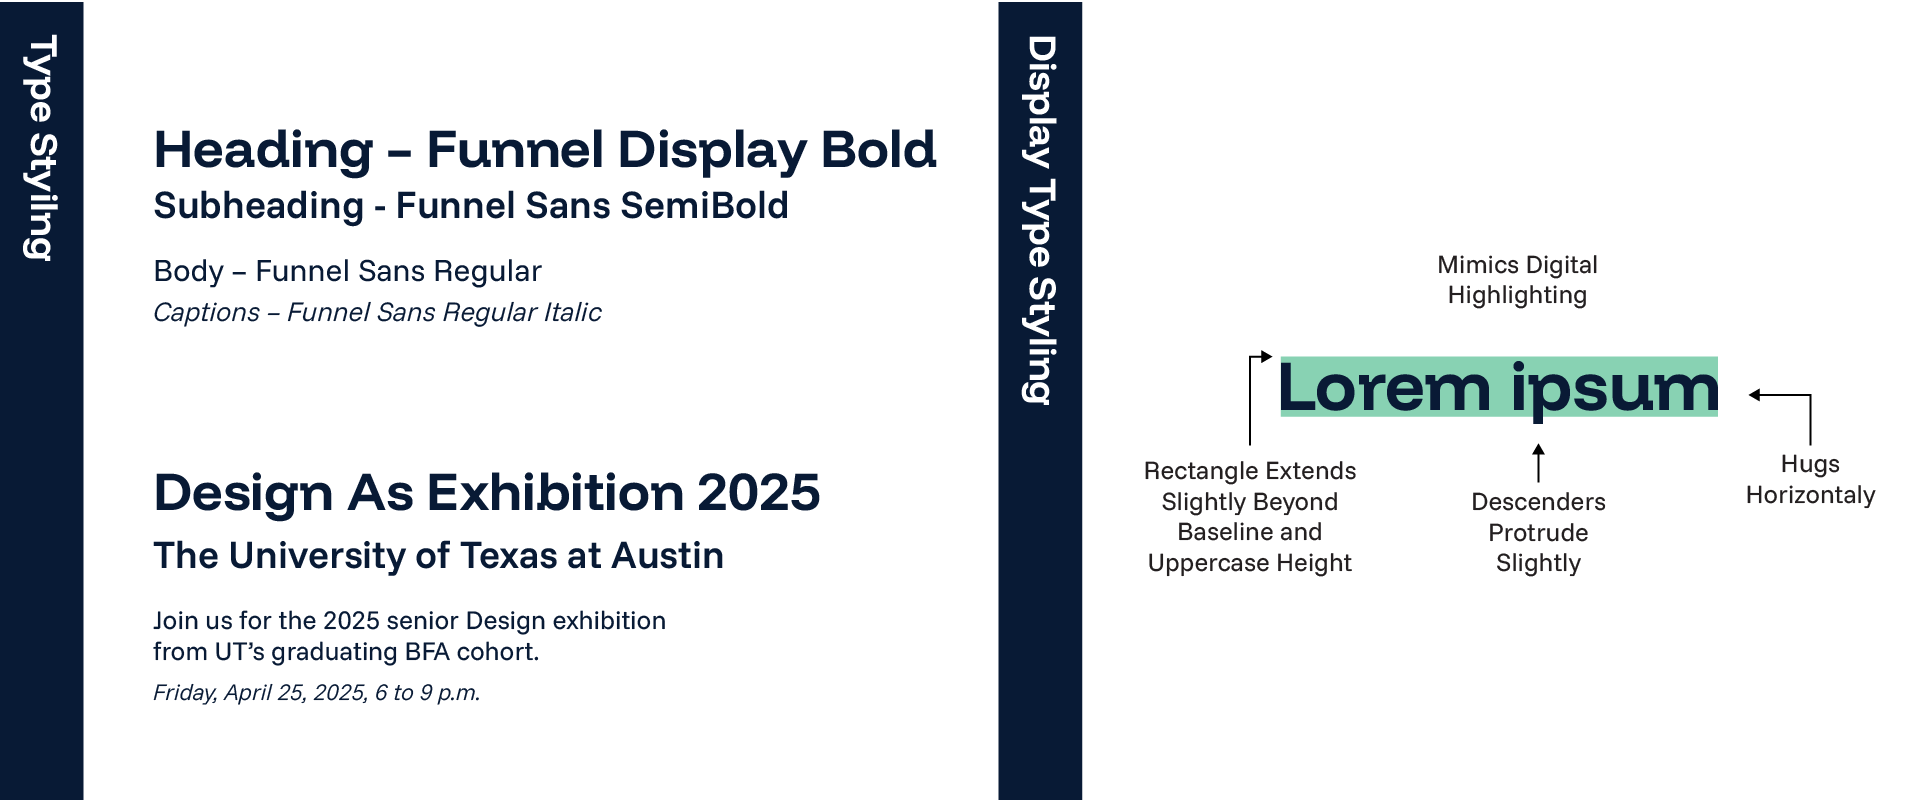 Type Styling
Heading – Funnel Display Bold
Subheading - Funnel Sans SemiBold
Body – Funnel Sans Regular
Captions – Funnel Sans Regular Italic
Design As Exhibition 2025
The University of Texas at Austin
Join us for the 2025 senior Design exhibition
from UT’s graduating BFA cohort.
Friday, April 25, 2025, 6 to 9 p.m.
Display Type Styling
Mimics Digital
Highlighting
Lorem ipsum
Rectangle Extends
Slightly Beyond
Baseline and
Uppercase Height
Descenders
Protrude
Slightly
Hugs
Horizontaly